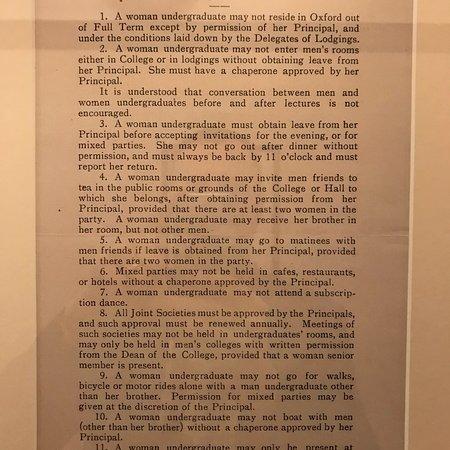 1. A woman undergraduate may not reside in Oxford out
of Full Term except by permission of her Principal, and
under the conditions laid down by the Delegates of Lodgings.
2. A woman undergraduate may not enter men's rooms
either in College or in lodgings without obtaining leave from
her Principal. She must have a chaperone approved by her
Principal.
It is understood that conversation between men and
women undergraduates before and after lectures is not
encouraged.
3. A woman undergraduate must obtain leave from her
Principal before accepting invitations for the evening, or for
mixed parties. She may not go out after dinner without
permission, and must always be back by 11 o'clock and must
report her return.
4. A woman undergraduate may invite men friends to
tea in the public rooms or grounds of the College or Hall to
which she belongs, after obtaining permission from her
Principal, provided that there are at least two women in the
party. A woman undergraduate may receive her brother in
her room, but not other men.
5. A woman undergraduate may go to matinees with
men friends if leave is obtained from her Principal, provided
that there are two women in the party.
6. Mixed parties may not be held in cafes, restaurants,
or hotels without a chaperone approved by the Principal.
7. A woman undergraduate may not attend a subscrip-
tion dance.
8. All Joint Societies must be approved by the Principals,
and such approval must be renewed annually. Meetings of
such societies may not be held in undergraduates' rooms, and
may only be held in men's colleges with written permission
from the Dean of the College, provided that a woman senior
member is present.
9. A woman undergraduate may not go for walks,
bicycle or motor rides alone with a man undergraduate other
than her brother. Permission for mixed parties may be
given at the discretion of the Principal.
10. A woman undergraduate may not boat with men
(other than her brother) without a chaperone approved by her
Principal.
11. A woman undergraduate may only be present at